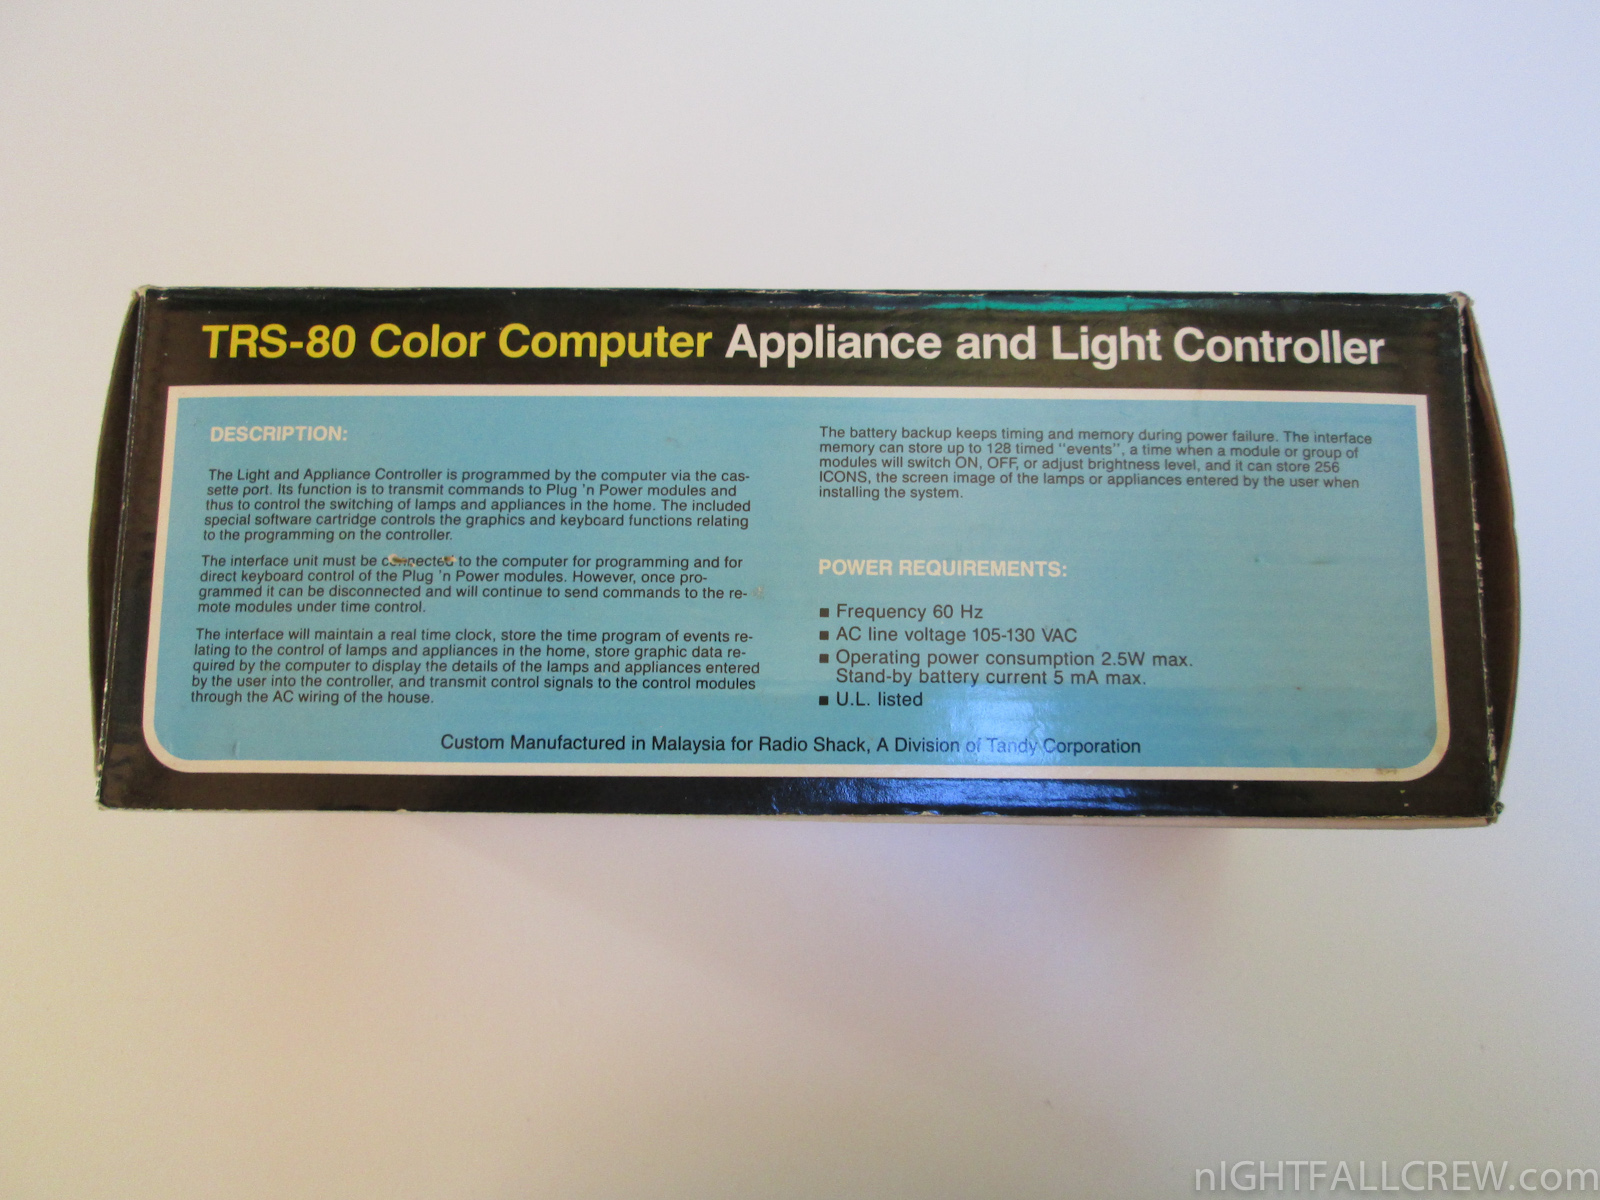 TRS-80 Color Computer Appliance and Light Controller
DESCRIPTION:
The Light and Appliance Controller is programmed by the computer via the cas-
sette port. Its function is to transmit commands to Plug 'n Power modules and
thus to control the switching of lamps and appliances in the home. The included
special software cartridge controls the graphics and keyboard functions relating
to the programming on the controller.
The interface unit must be connected to the computer for programming and for
direct keyboard control of the Plug 'n Power modules. However, once pro-
grammed it can be disconnected and will continue to send commands to the re-
mote modules under time control.
The interface will maintain a real time clock, store the time program of events re-
lating to the control of lamps and appliances in the home, store graphic data re-
quired by the computer to display the details of the lamps and appliances entered
by the user into the controller, and transmit control signals to the control modules
through the AC wiring of the house.
The battery backup keeps timing and memory during power failure. The interface
memory can store up to 128 timed "events", a time when a module or group of
modules will switch ON, OFF, or adjust brightness level, and it can store 256
ICONS, the screen image of the lamps or appliances entered by the user when
installing the system.
POWER REQUIREMENTS:
■ Frequency 60 Hz
■ AC line voltage 105-130 VAC
■ Operating power consumption 2.5W max.
Stand-by battery current 5 mA max.
■ U.L. listed
Custom Manufactured in Malaysia for Radio Shack, A Division of Tandy Corporation
nIGHTFALLCREW.com